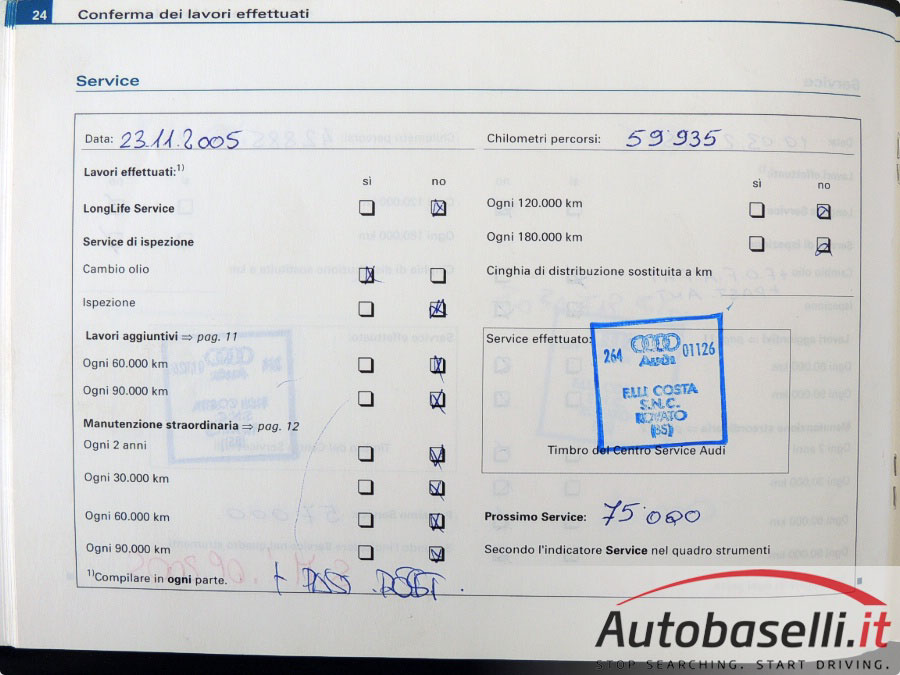 24 Conferma dei lavori effettuati
Service
Data: 23.11.2005
Chilometri percorsi: 59.935
Lavori effettuati:1)
sì no
LongLife Service
Service di ispezione
Cambio olio
Ispezione
Lavori aggiuntivi ⇒ pag. 11
Ogni 60.000 km
Ogni 90.000 km
Manutenzione straordinaria ⇒ pag. 12
Ogni 2 anni
Ogni 30.000 km
Ogni 60.000 km
Ogni 90.000 km
1)Compilare in ogni parte.
sì no
Ogni 120.000 km
Ogni 180.000 km
Cinghia di distribuzione sostituita a km
Service effettuato:
264 01126
Audi
F.LLI COSTA
S.N.C.
ROVATO
(BS)
Timbro del Centro Service Audi
Prossimo Service: 75000
Secondo l'indicatore Service nel quadro strumenti
Autobaselli.it
STOP SEARCHING. START DRIVING.